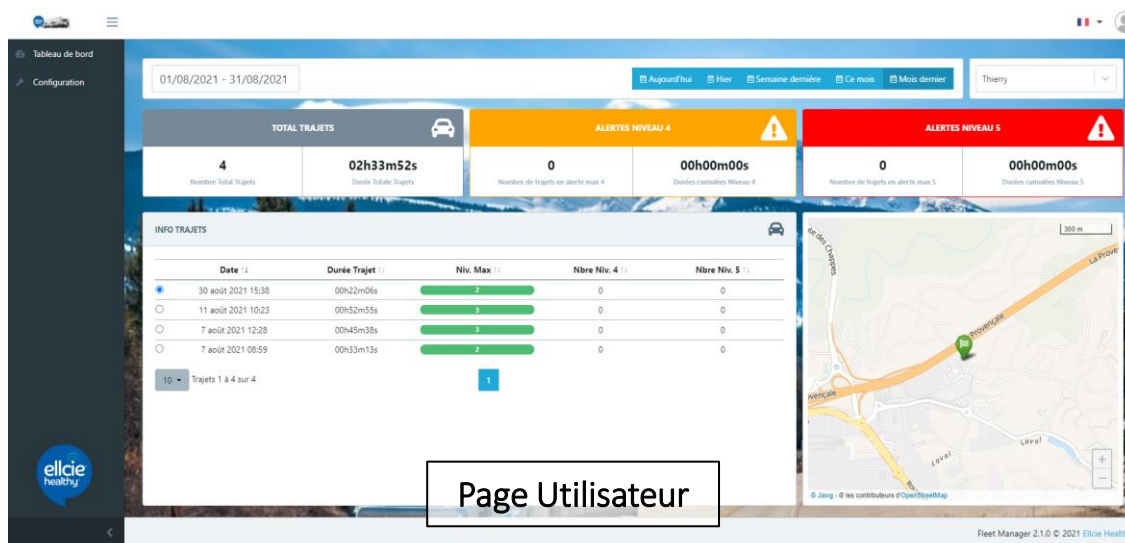 Tableau de bord
Configuration
01/08/2021 - 31/08/2021
Aujourd'hui
Hier
Semaine dernière
Ce mois
Mois dernier
Thierry
TOTAL TRAJETS
4
Nombre Total Trajets
02h33m52s
Durée Totale Trajets
ALERTES NIVEAU 4
0
Nombre de trajets en alerte max 4
00h00m00s
Durées cumulées Niveau 4
ALERTES NIVEAU 5
0
Nombre de trajets en alerte max 5
00h00m00s
Durées cumulées Niveau 5
INFO TRAJETS
Date Durée Trajet Niv. Max Nbre Niv. 4 Nbre Niv. 5
30 août 2021 15:38 00h22m06s 2 0 0
11 août 2021 10:23 00h52m55s 3 0 0
7 août 2021 12:28 00h45m38s 3 0 0
7 août 2021 08:59 00h33m13s 2 0 0
10 Trajets 1 à 4 sur 4
1
300 m
des Chappes
La Prove
Provençale
ovençale
Laval
Laval
+
−
© Jawg - © les contributeurs d'OpenStreetMap
ellcie
healthy
Page Utilisateur
Fleet Manager 2.1.0 © 2021 Ellcie Healt